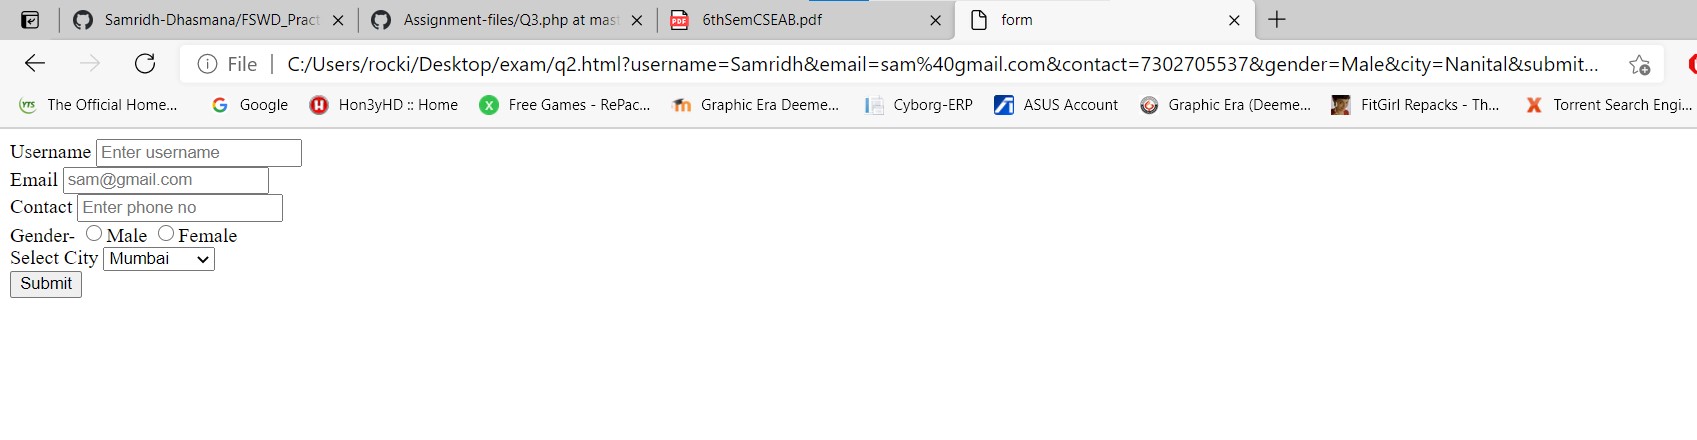 Samridh-Dhasmana/FSWD_Pract
Assignment-files/Q3.php at mast
PDF 6thSemCSEAB.pdf
form
File | C:/Users/rocki/Desktop/exam/q2.html?username=Samridh&email=sam%40gmail.com&contact=7302705537&gender=Male&city=Nanital&submit...
YTS The Official Home... G Google H Hon3yHD :: Home X Free Games - RePac... m Graphic Era Deeme... Cyborg-ERP ASUS Account Graphic Era (Deeme... FitGirl Repacks - Th... X Torrent Search Engi...
Username Enter username
Email sam@gmail.com
Contact Enter phone no
Gender- Male Female
Select City Mumbai
Submit